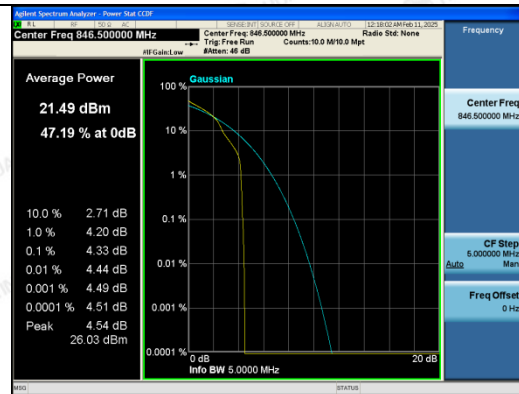 Agilent Spectrum Analyzer - Power Stat CCDF
RL RF 50 Ω AC SENSE:INT SOURCE OFF ALIGN AUTO 12:18:02 AM Feb 11, 2025
Center Freq 846.500000 MHz
Center Freq: 846.500000 MHz Radio Std: None
Trig: Free Run Counts:10.0 M/10.0 Mpt
#IFGain:Low #Atten: 46 dB
Frequency
Average Power
21.49 dBm
47.19 % at 0dB
10.0 % 2.71 dB
1.0 % 4.20 dB
0.1 % 4.33 dB
0.01 % 4.44 dB
0.001 % 4.49 dB
0.0001 % 4.51 dB
Peak 4.54 dB
26.03 dBm
Gaussian
100 %
10 %
1 %
0.1 %
0.01 %
0.001 %
0.0001 %
0 dB 20 dB
Info BW 5.0000 MHz
Center Freq
846.500000 MHz
CF Step
5.000000 MHz
Auto Man
Freq Offset
0 Hz
MSG STATUS